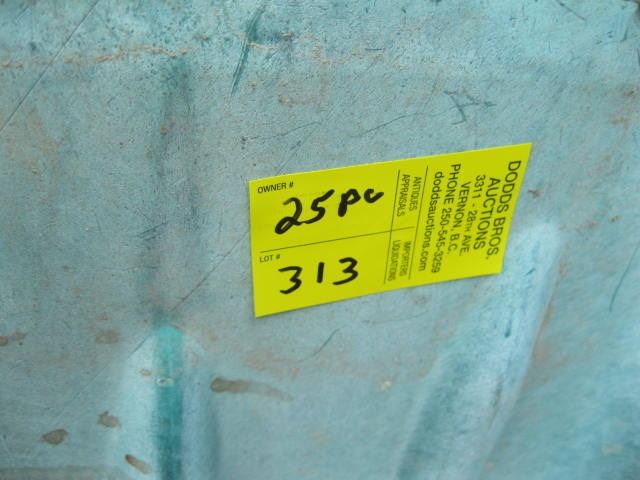 OWNER #
25PC
LOT #
313
ANTIQUES
APPRAISALS
IMPORTERS
LIQUIDATIONS
DODDS BROS.
AUCTIONS
3311 - 28TH AVE.
VERNON, B.C.
PHONE 250-545-3259
doddsauctions.com